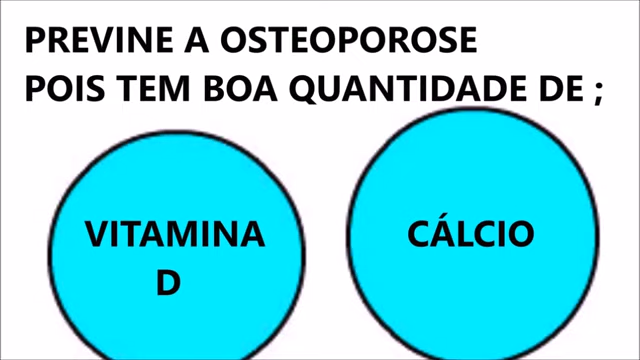 PREVINE A OSTEOPOROSE
POIS TEM BOA QUANTIDADE DE ;
VITAMINA
D
CÁLCIO